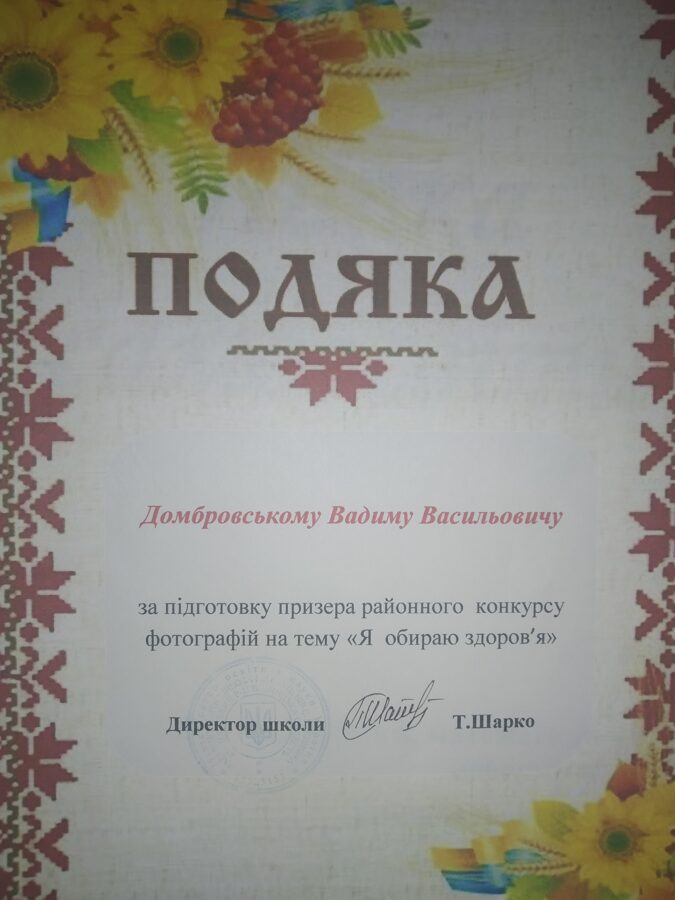 ПОДЯКА
Домбровському Вадиму Васильовичу
за підготовку призера районного конкурсу
фотографій на тему «Я обираю здоров’я»
Директор школи Т.Шарко